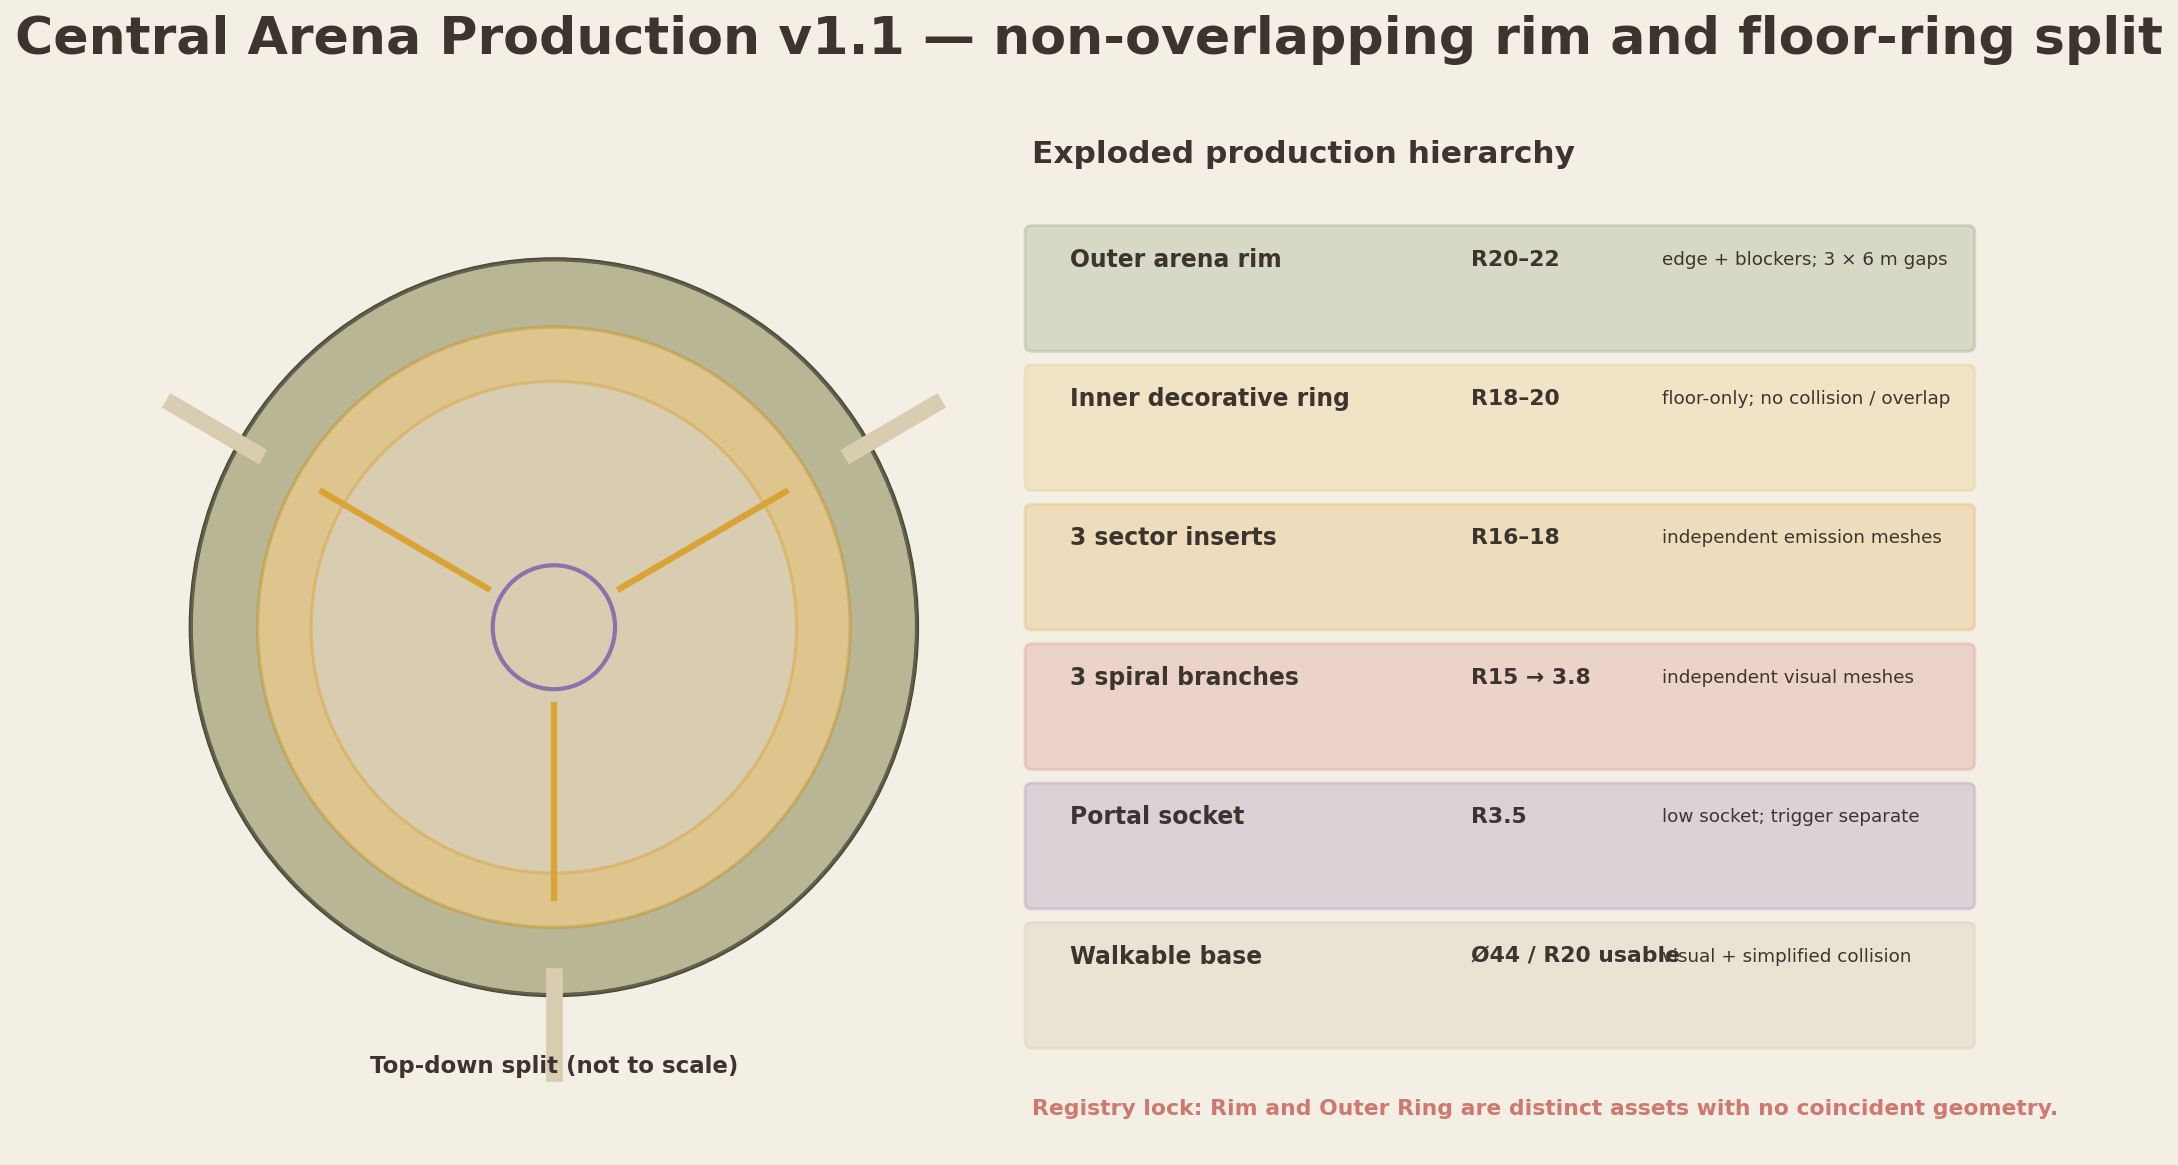 Central Arena Production v1.1 — non-overlapping rim and floor-ring split
Exploded production hierarchy
Outer arena rim R20–22 edge + blockers; 3 × 6 m gaps
Inner decorative ring R18–20 floor-only; no collision / overlap
3 sector inserts R16–18 independent emission meshes
3 spiral branches R15 → 3.8 independent visual meshes
Portal socket R3.5 low socket; trigger separate
Walkable base Ø44 / R20 usable visual + simplified collision
Top-down split (not to scale)
Registry lock: Rim and Outer Ring are distinct assets with no coincident geometry.